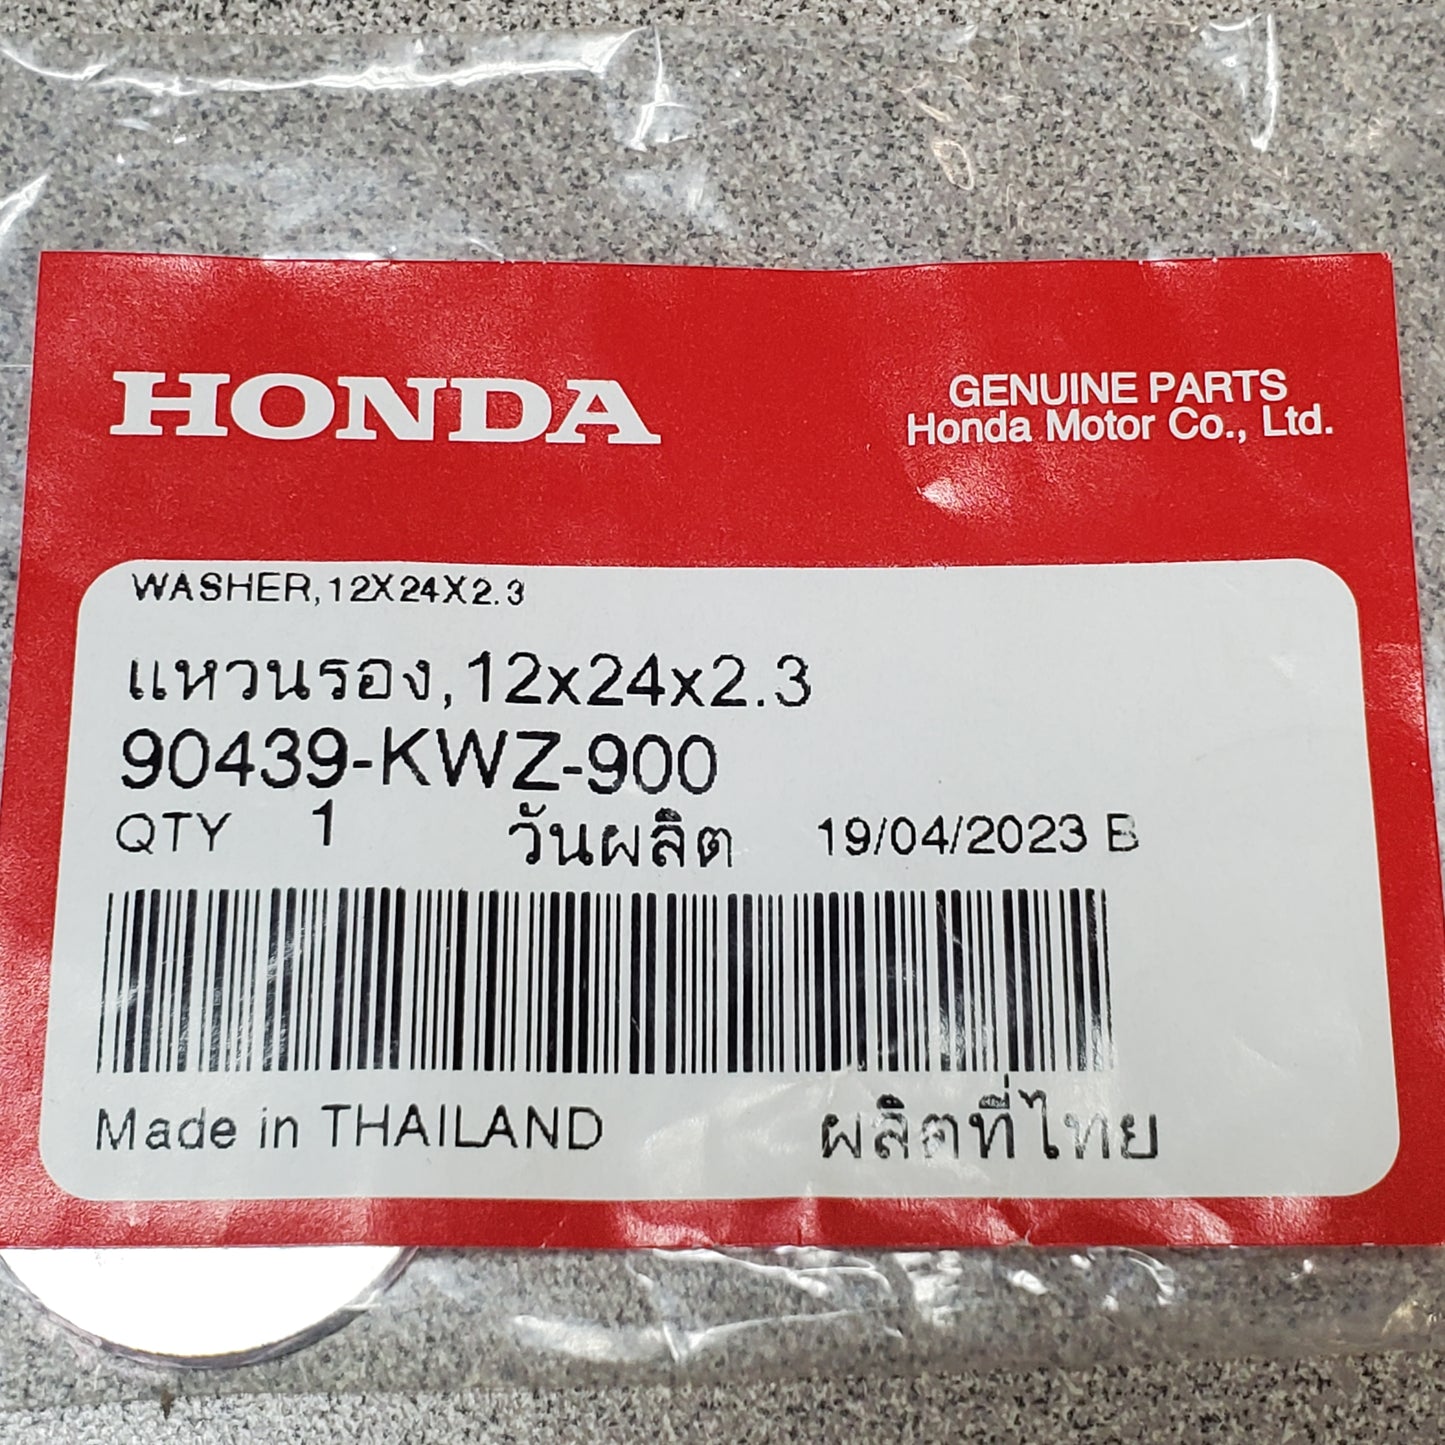 HONDA
GENUINE PARTS
Honda Motor Co., Ltd.
WASHER,12X24X2.3
แหวนรอง,12x24x2.3
90439-KWZ-900
QTY 1 วันผลิต 19/04/2023 B
Made in THAILAND ผลิตที่ไทย